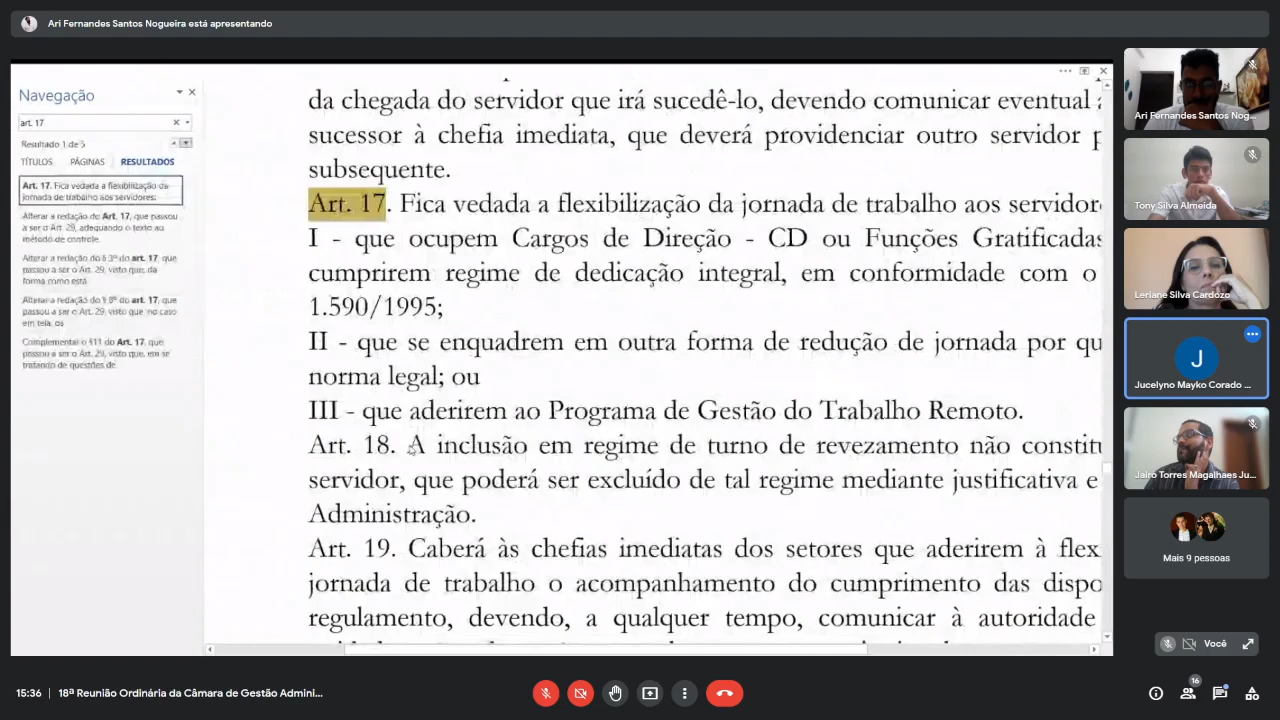 Ari Fernandes Santos Nogueira está apresentando
Navegação
art. 17
Resultado 1 de 5
TÍTULOS PÁGINAS RESULTADOS
Art. 17. Fica vedada a flexibilização da
jornada de trabalho aos servidores:
Alterar a redação do Art. 17, que passou
a ser o Art. 29, adequando o texto ao
método de controle.
Alterar a redação do § 3º do art. 17, que
passou a ser o Art. 29, visto que, da
forma como está
Alterar a redação do § 8º do art. 17, que
passou a ser o Art. 29, visto que no caso
em tela, os
Complementar o §11 do Art. 17, que
passou a ser o Art. 29, visto que, em se
tratando de questões de
da chegada do servidor que irá sucedê-lo, devendo comunicar eventual
sucessor à chefia imediata, que deverá providenciar outro servidor
subsequente.
Art. 17. Fica vedada a flexibilização da jornada de trabalho aos servidor
I - que ocupem Cargos de Direção - CD ou Funções Gratificadas
cumprirem regime de dedicação integral, em conformidade com o
1.590/1995;
II - que se enquadrem em outra forma de redução de jornada por qu
norma legal; ou
III - que aderirem ao Programa de Gestão do Trabalho Remoto.
Art. 18. A inclusão em regime de turno de revezamento não constitu
servidor, que poderá ser excluído de tal regime mediante justificativa e
Administração.
Art. 19. Caberá às chefias imediatas dos setores que aderirem à flex
jornada de trabalho o acompanhamento do cumprimento das dispo
regulamento, devendo, a qualquer tempo, comunicar à autoridade
Ari Fernandes Santos Nog...
Tony Silva Almeida
Leriane Silva Cardozo
J
Jucelyno Mayko Corado ...
Jairo Torres Magalhaes Ju...
Mais 9 pessoas
Você
15:36 | 18ª Reunião Ordinária da Câmara de Gestão Admini...
16